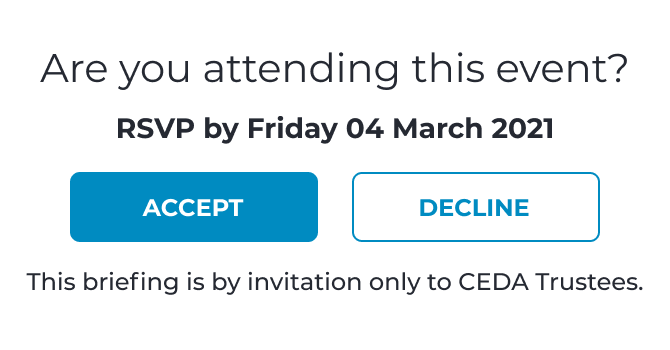 Are you attending this event?
RSVP by Friday 04 March 2021
ACCEPT
DECLINE
This briefing is by invitation only to CEDA Trustees.